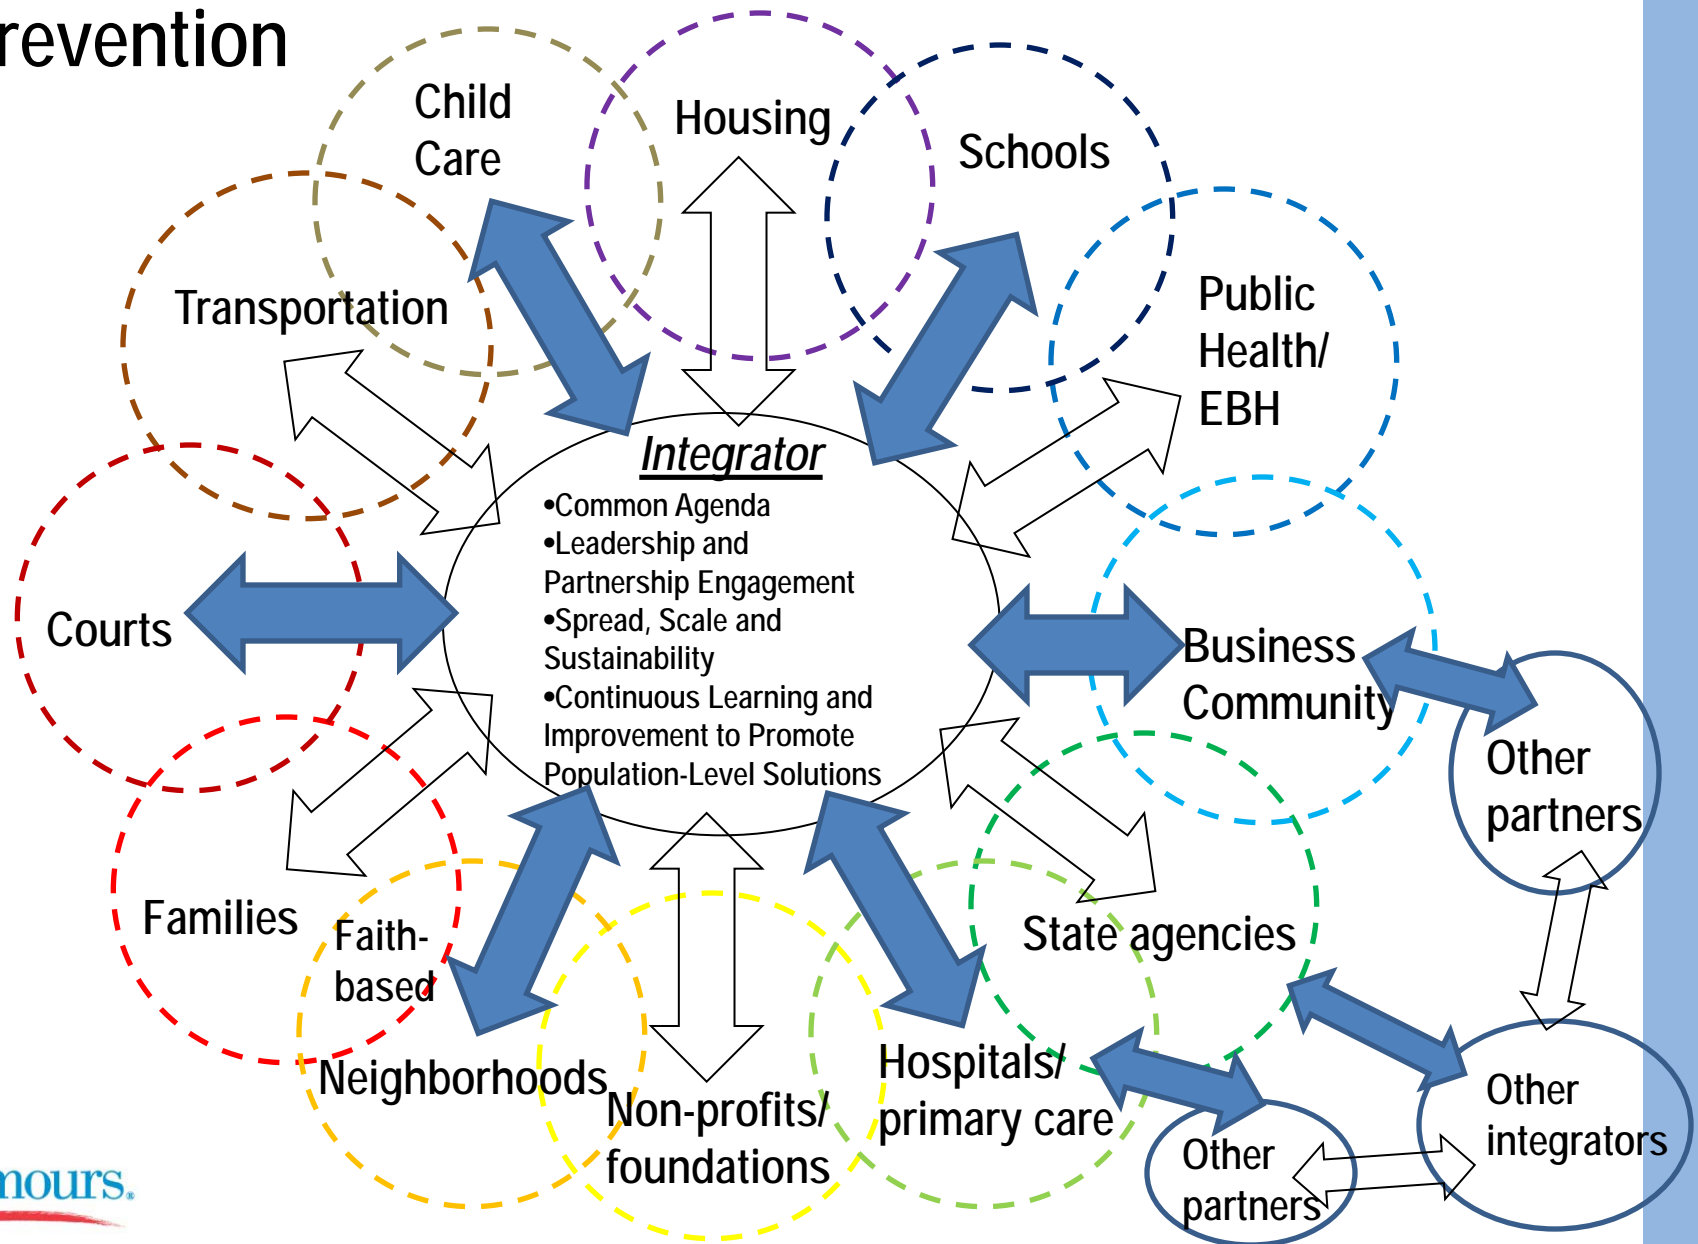 revention
Child
Care
Housing
Schools
Transportation
Public
Health/
EBH
Integrator
•Common Agenda
•Leadership and
Partnership Engagement
•Spread, Scale and
Sustainability
•Continuous Learning and
Improvement to Promote
Population-Level Solutions
Courts
Business
Community
Other
partners
Families
Faith-
based
State agencies
Neighborhoods
Non-profits/
foundations
Hospitals/
primary care
Other
partners
Other
integrators
mours.